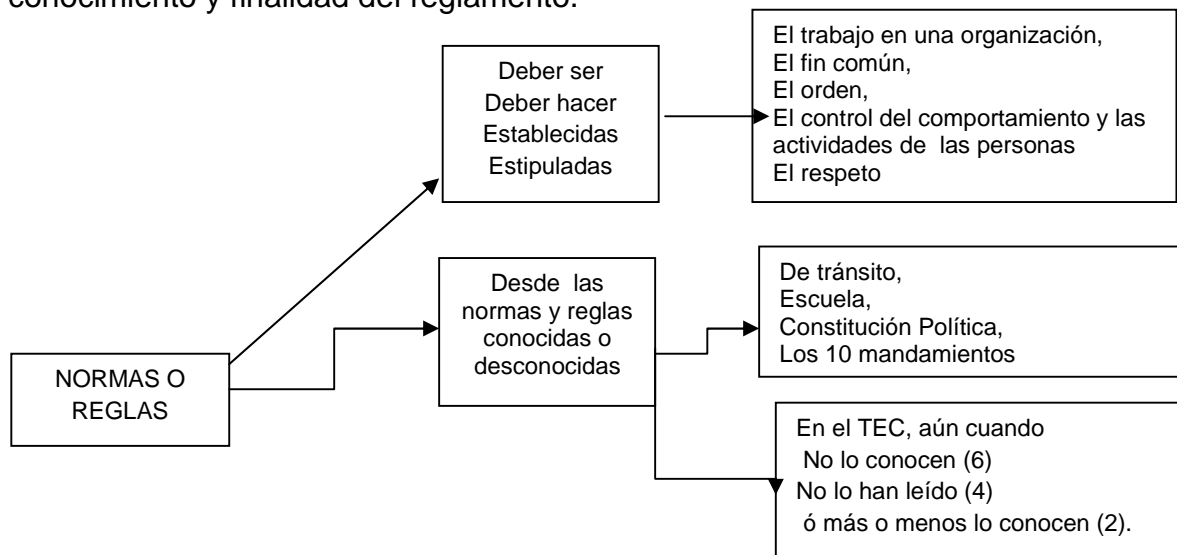 conocimiento y finalidad del reglamento.
Deber ser
Deber hacer
Establecidas
Estipuladas
El trabajo en una organización,
El fin común,
El orden,
El control del comportamiento y las
actividades de las personas
El respeto
NORMAS O
REGLAS
Desde las
normas y reglas
conocidas o
desconocidas
De tránsito,
Escuela,
Constitución Política,
Los 10 mandamientos
En el TEC, aún cuando
No lo conocen (6)
No lo han leído (4)
ó más o menos lo conocen (2).